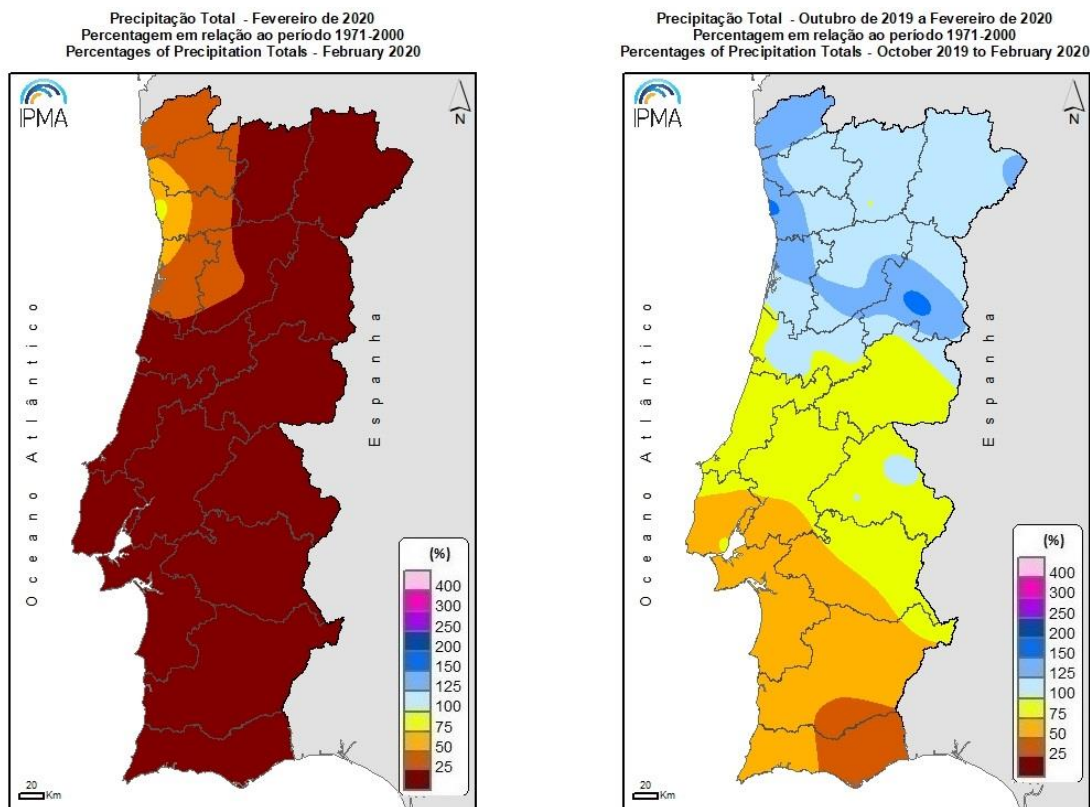 Precipitação Total - Fevereiro de 2020
Percentagem em relação ao período 1971-2000
Percentages of Precipitation Totals - February 2020
IPMA
N
Oceano Atlântico
Espanha
(%)
400
300
250
200
150
125
100
75
50
25
20
Km
Precipitação Total - Outubro de 2019 a Fevereiro de 2020
Percentagem em relação ao período 1971-2000
Percentages of Precipitation Totals - October 2019 to February 2020
IPMA
N
Oceano Atlântico
Espanha
(%)
400
300
250
200
150
125
100
75
50
25
20
Km